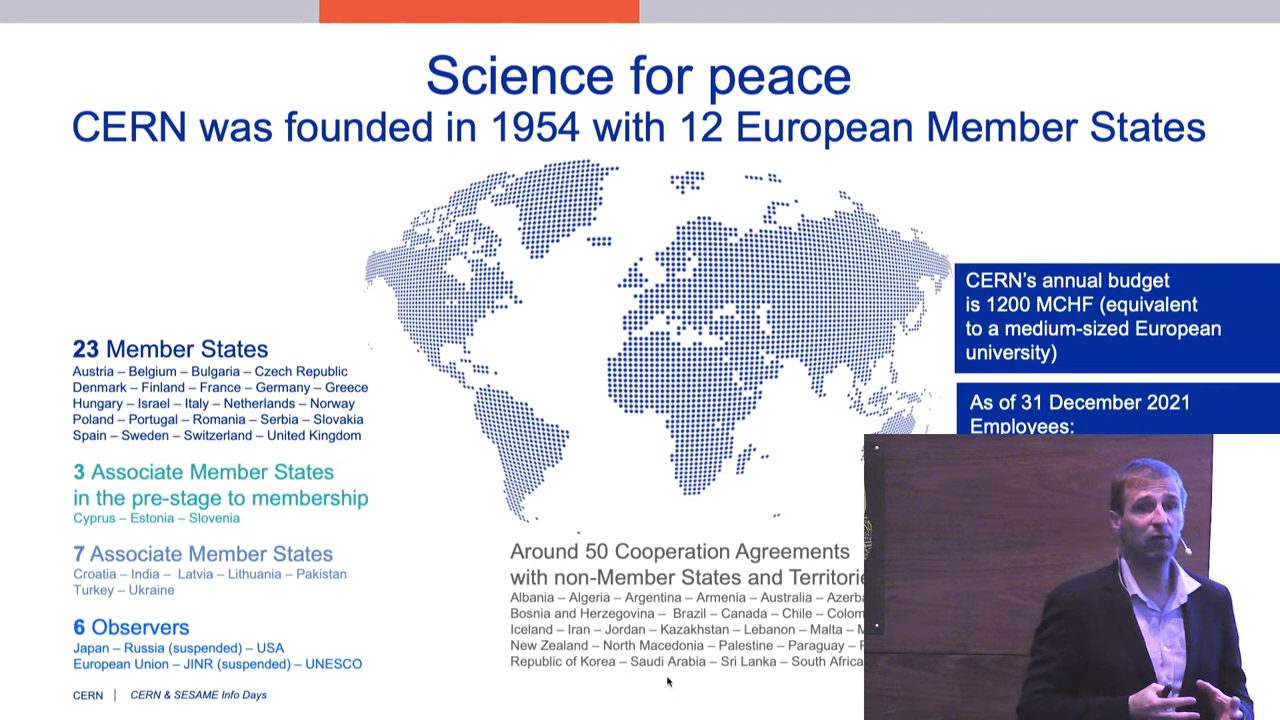 Science for peace
CERN was founded in 1954 with 12 European Member States
CERN's annual budget
is 1200 MCHF (equivalent
to a medium-sized European
university)
As of 31 December 2021
Employees:
23 Member States
Austria – Belgium – Bulgaria – Czech Republic
Denmark – Finland – France – Germany – Greece
Hungary – Israel – Italy – Netherlands – Norway
Poland – Portugal – Romania – Serbia – Slovakia
Spain – Sweden – Switzerland – United Kingdom
3 Associate Member States
in the pre-stage to membership
Cyprus – Estonia – Slovenia
7 Associate Member States
Croatia – India – Latvia – Lithuania – Pakistan
Turkey – Ukraine
6 Observers
Japan – Russia (suspended) – USA
European Union – JINR (suspended) – UNESCO
Around 50 Cooperation Agreements
with non-Member States and
Albania – Algeria – Argentina – Armenia – Australia –
Bosnia and Herzegovina – Brazil – Canada – Chile –
Iceland – Iran – Jordan – Kazakhstan – Lebanon – Malta –
New Zealand – North Macedonia – Palestine – Paraguay –
Republic of Korea – Saudi Arabia – Sri Lanka – South Africa
CERN | CERN & SESAME Info Days